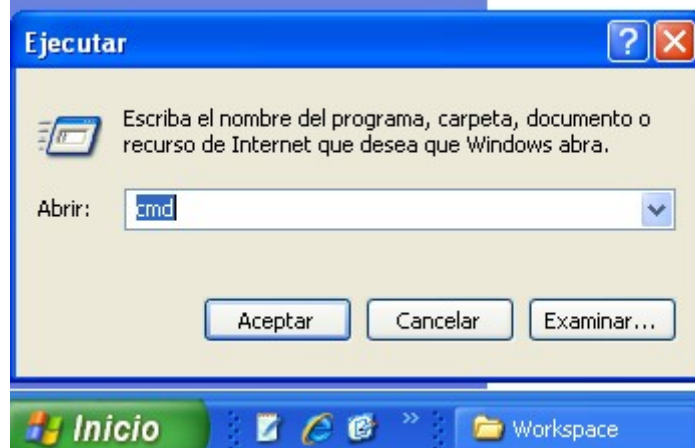 Ejecutar
Escriba el nombre del programa, carpeta, documento o
recurso de Internet que desea que Windows abra.
Abrir: cmd
Aceptar Cancelar Examinar...
Inicio Workspace